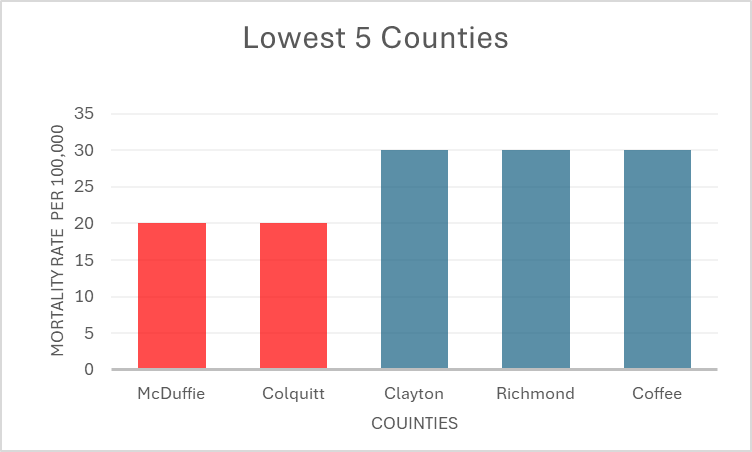 Lowest 5 Counties
MORTALITY RATE PER 100,000
35
30
25
20
15
10
5
0
McDuffie Colquitt Clayton Richmond Coffee
COUINTIES